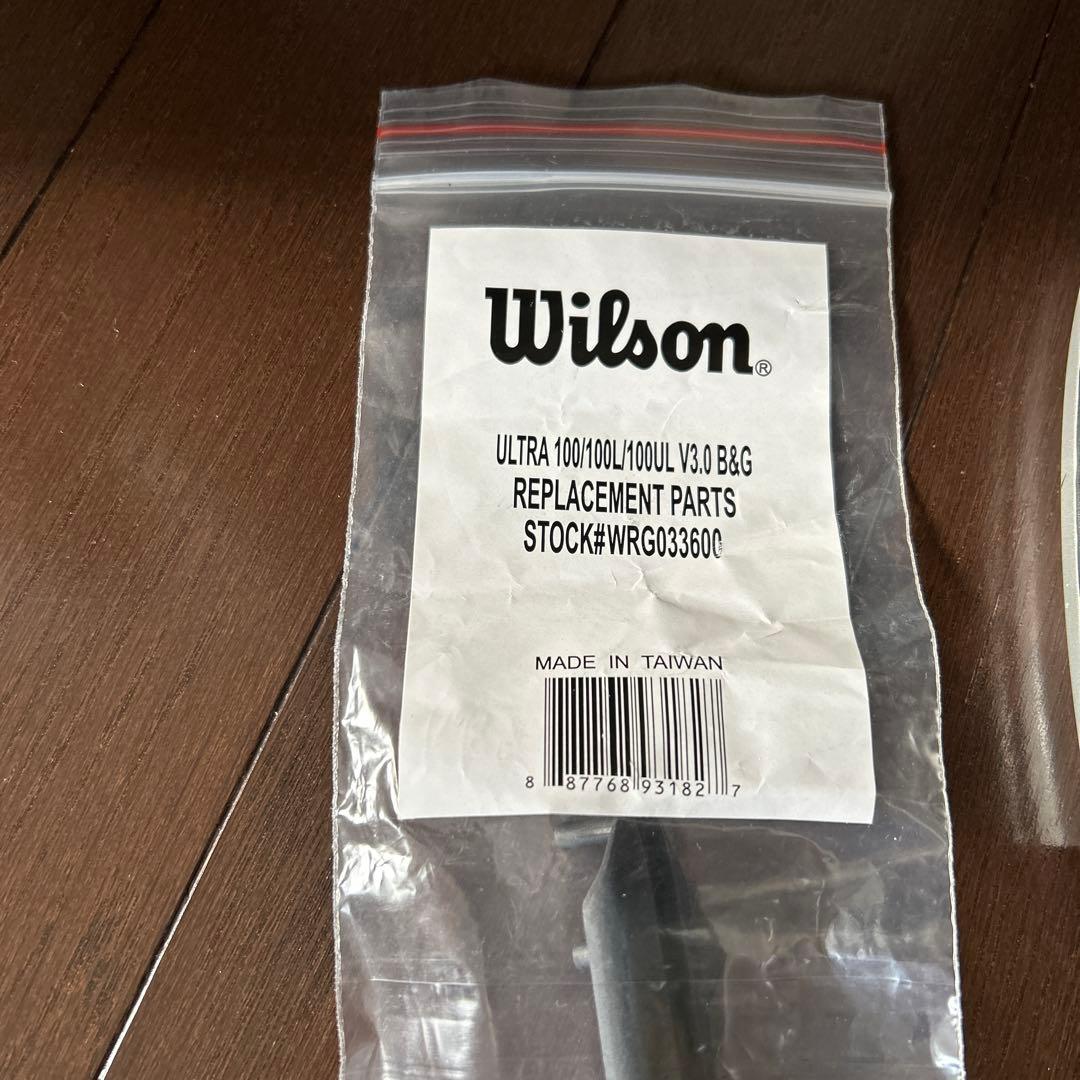 Wilson®
ULTRA 100/100L/100UL V3.0 B&G
REPLACEMENT PARTS
STOCK#WRG033600
MADE IN TAIWAN
8 87768 93182 7